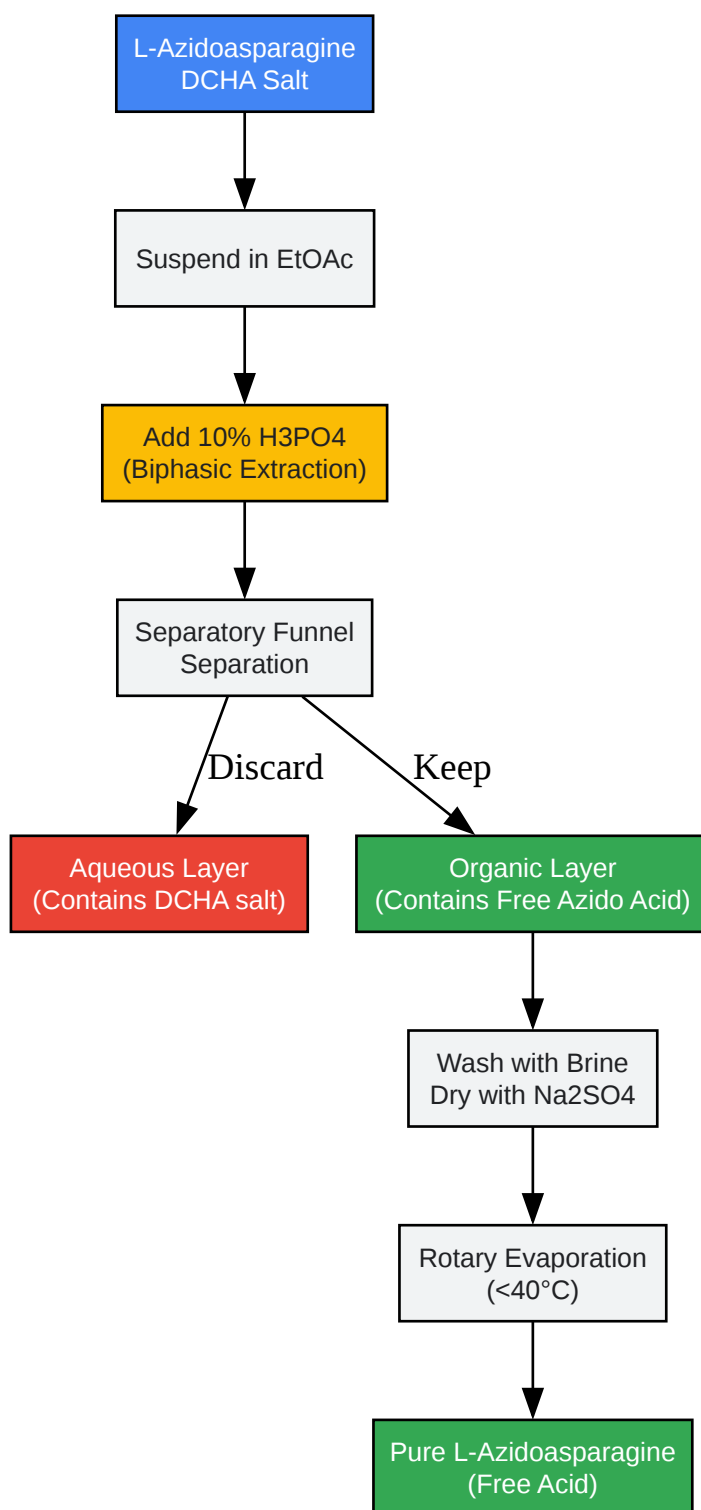 L-Azidoasparagine
DCHA Salt
Suspend in EtOAc
Add 10% H3PO4
(Biphasic Extraction)
Separatory Funnel
Separation
Discard
Keep
Aqueous Layer
(Contains DCHA salt)
Organic Layer
(Contains Free Azido Acid)
Wash with Brine
Dry with Na2SO4
Rotary Evaporation
(<40°C)
Pure L-Azidoasparagine
(Free Acid)